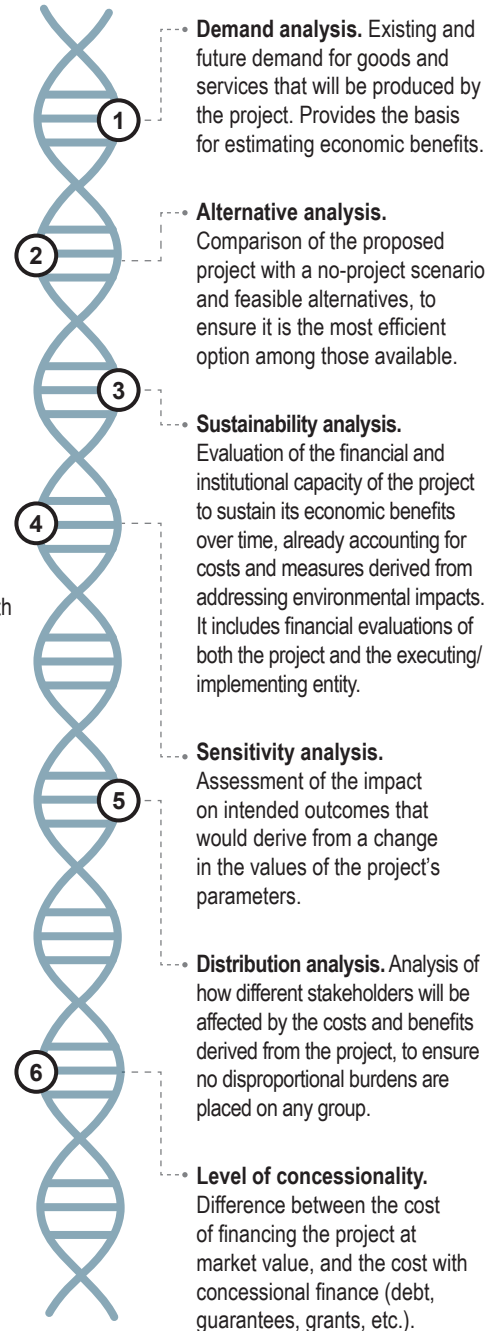 1
Demand analysis. Existing and
future demand for goods and
services that will be produced by
the project. Provides the basis
for estimating economic benefits.
2
Alternative analysis.
Comparison of the proposed
project with a no-project scenario
and feasible alternatives, to
ensure it is the most efficient
option among those available.
3
Sustainability analysis.
Evaluation of the financial and
institutional capacity of the project
to sustain its economic benefits
over time, already accounting for
costs and measures derived from
addressing environmental impacts.
It includes financial evaluations of
both the project and the executing/
implementing entity.
4
Sensitivity analysis.
Assessment of the impact
on intended outcomes that
would derive from a change
in the values of the project's
parameters.
5
Distribution analysis. Analysis of
how different stakeholders will be
affected by the costs and benefits
derived from the project, to ensure
no disproportional burdens are
placed on any group.
6
Level of concessionality.
Difference between the cost
of financing the project at
market value, and the cost with
concessional finance (debt,
guarantees, grants, etc.).